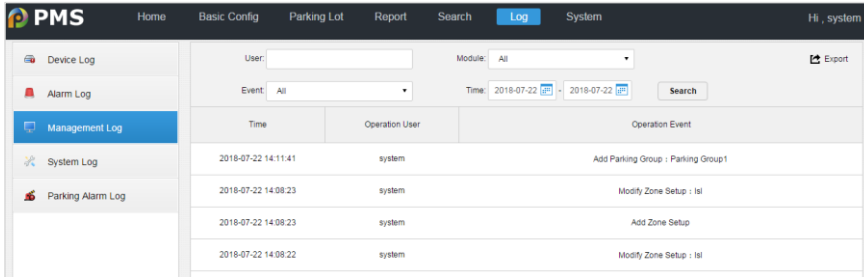 PMS Home Basic Config Parking Lot Report Search Log System Hi , system
Device Log
Alarm Log
Management Log
System Log
Parking Alarm Log
User: Module: All Export
Event: All Time: 2018-07-22 - 2018-07-22 Search
Time Operation User Operation Event
2018-07-22 14:11:41 system Add Parking Group : Parking Group1
2018-07-22 14:08:23 system Modify Zone Setup : lsl
2018-07-22 14:08:23 system Add Zone Setup
2018-07-22 14:08:22 system Modify Zone Setup : lsl